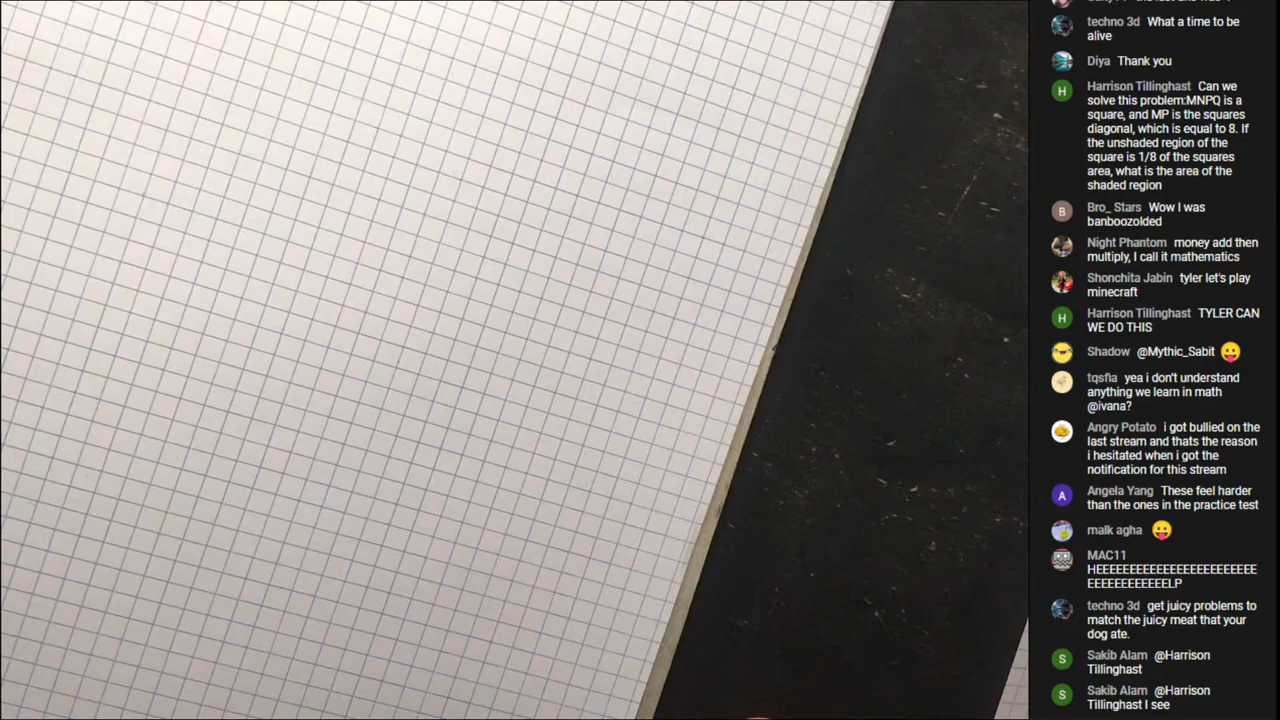 techno 3d What a time to be
alive
Diya Thank you
H Harrison Tillinghast Can we
solve this problem:MNPQ is a
square, and MP is the squares
diagonal, which is equal to 8. If
the unshaded region of the
square is 1/8 of the squares
area, what is the area of the
shaded region
B Bro_ Stars Wow I was
banboozolded
Night Phantom money add then
multiply, I call it mathematics
Shonchita Jabin tyler let's play
minecraft
H Harrison Tillinghast TYLER CAN
WE DO THIS
Shadow @Mythic_Sabit 😛
tqsfia yea i don't understand
anything we learn in math
@ivana?
Angry Potato i got bullied on the
last stream and thats the reason
i hesitated when i got the
notification for this stream
A Angela Yang These feel harder
than the ones in the practice test
malk agha 😛
MAC11
HEEEEEEEEEEEEEEEEEEEEEEE
EEEEEEEEEEEELP
techno 3d get juicy problems to
match the juicy meat that your
dog ate.
S Sakib Alam @Harrison
Tillinghast
S Sakib Alam @Harrison
Tillinghast I see